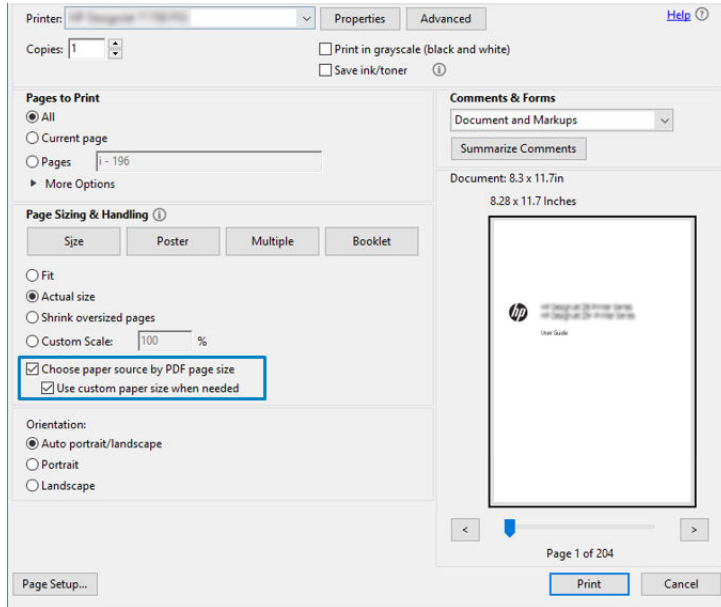 Printer:
Properties
Advanced
Help
Copies: 1
Print in grayscale (black and white)
Save ink/toner
Pages to Print
All
Current page
Pages i - 196
More Options
Page Sizing & Handling
Size Poster Multiple Booklet
Fit
Actual size
Shrink oversized pages
Custom Scale: 100 %
Choose paper source by PDF page size
Use custom paper size when needed
Orientation:
Auto portrait/landscape
Portrait
Landscape
Comments & Forms
Document and Markups
Summarize Comments
Document: 8.3 x 11.7in
8.28 x 11.7 Inches
hp
User Guide
< >
Page 1 of 204
Page Setup...
Print
Cancel